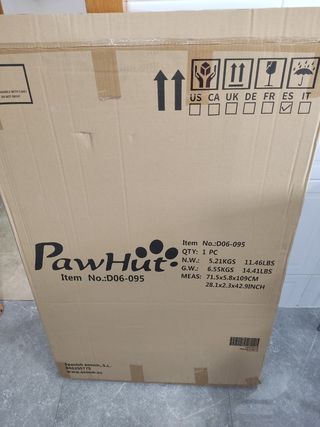 US CA UK DE FR ES IT
PawHut
Item No.:D06-095
Item No.:D06-095
QTY: 1 PC
N.W.: 5.21KGS 11.46LBS
G.W.: 6.55KGS 14.41LBS
MEAS: 71.5x5.8x109CM
28.1x2.3x42.9INCH